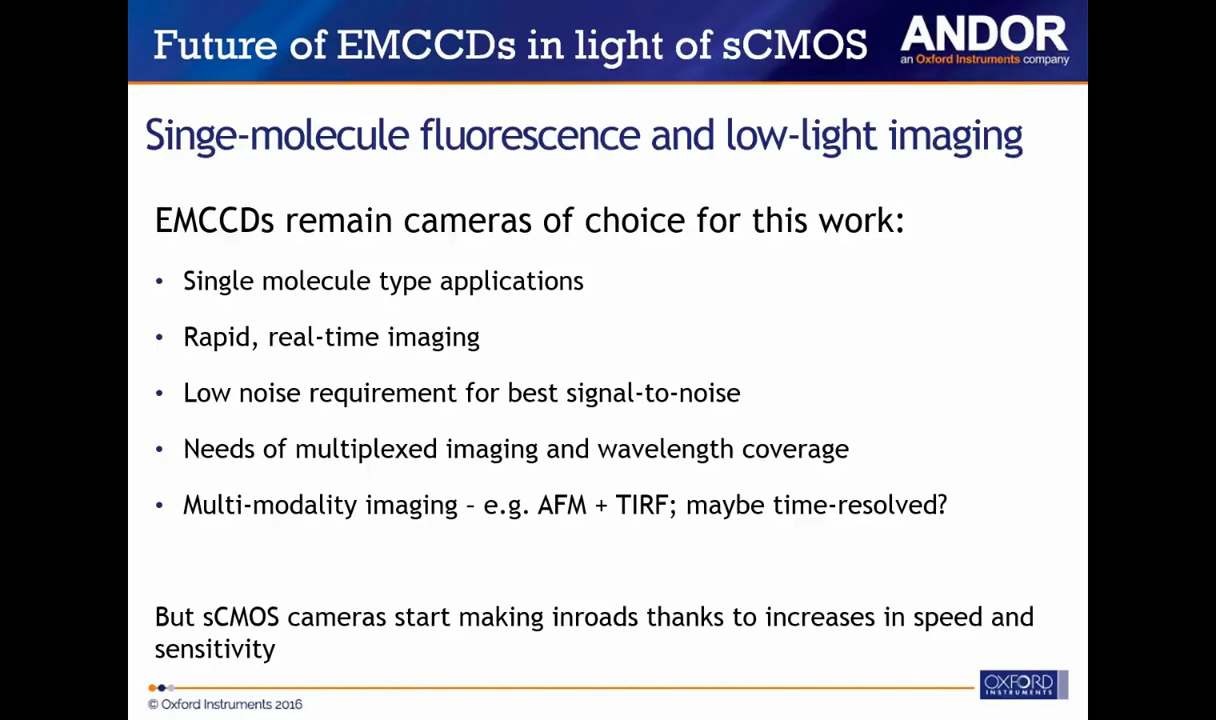 Future of EMCCDs in light of sCMOS
ANDOR
an Oxford Instruments company
Singe-molecule fluorescence and low-light imaging
EMCCDs remain cameras of choice for this work:
• Single molecule type applications
• Rapid, real-time imaging
• Low noise requirement for best signal-to-noise
• Needs of multiplexed imaging and wavelength coverage
• Multi-modality imaging – e.g. AFM + TIRF; maybe time-resolved?
But sCMOS cameras start making inroads thanks to increases in speed and
sensitivity
OXFORD
INSTRUMENTS
© Oxford Instruments 2016